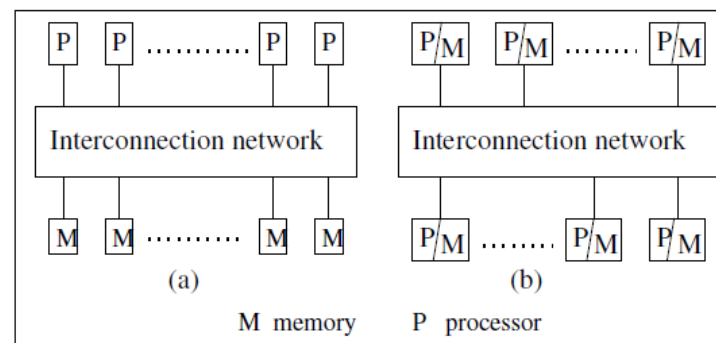 P P .......... P P
P/M P/M ........ P/M
Interconnection network
Interconnection network
M M .......... M M
P/M ........ P/M P/M
(a)
(b)
M memory P processor